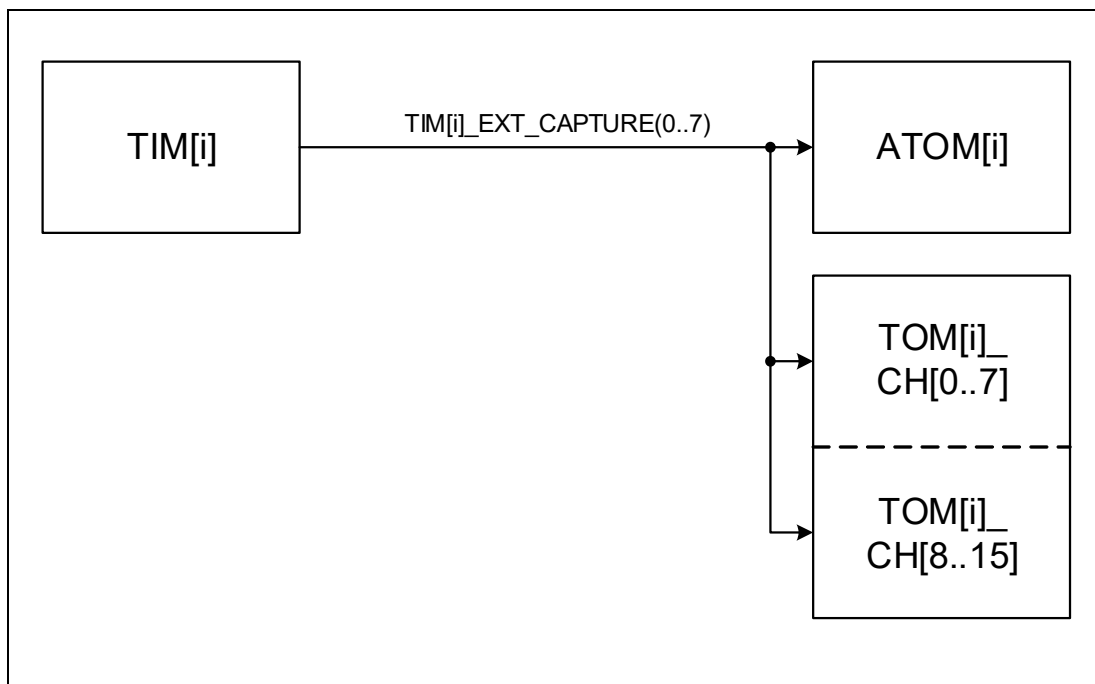 TIM[i]
TIM[i]_EXT_CAPTURE(0..7)
ATOM[i]
TOM[i]_
CH[0..7]
TOM[i]_
CH[8..15]